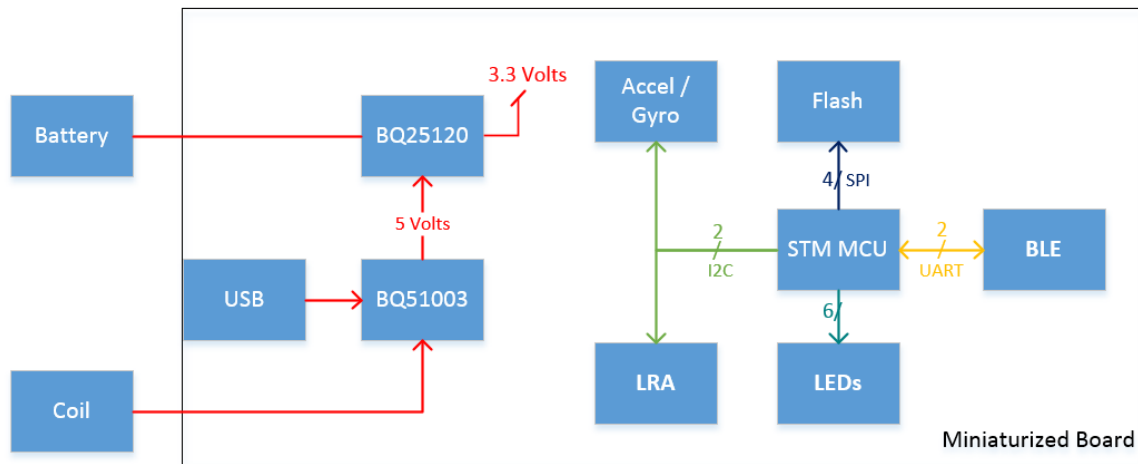 3.3 Volts
Battery
BQ25120
Accel /
Gyro
Flash
4/ SPI
5 Volts
2
I2C
STM MCU
2
UART
BLE
USB
BQ51003
6/
Coil
LRA
LEDs
Miniaturized Board